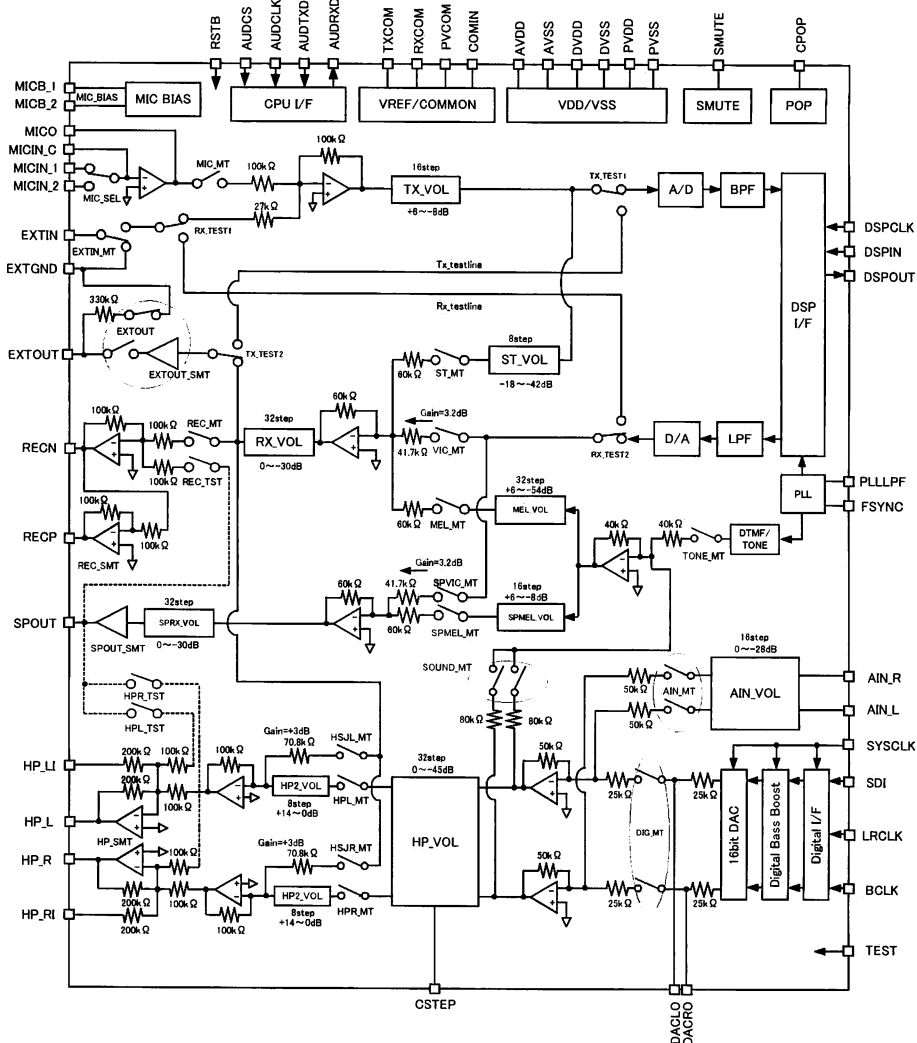 RSTB
AUDCS
AUDCLK
AUDTXD
AUDRXD
TXCOM
RXCOM
PVCOM
COMIN
AVDD
AVSS
DVDD
DVSS
PVDD
PVSS
SMUTE
CPOP
MICB_1
MICB_2
MIC_BIAS
MIC BIAS
CPU I/F
VREF/COMMON
VDD/VSS
SMUTE
POP
MICO
MICIN_C
MICIN_1
MICIN_2
MIC_SEL
MIC_MT
100kΩ
100kΩ
27kΩ
16step
TX_VOL
+6~-8dB
TX_TEST1
A/D
BPF
DSP
I/F
DSPCLK
DSPIN
DSPOUT
EXTIN
EXTIN_MT
RX_TEST1
EXTGND
Tx_testline
Rx_testline
330kΩ
EXTOUT
EXTOUT
EXTOUT_SMT
TX_TEST2
60kΩ
ST_MT
8step
ST_VOL
-18~-42dB
RECN
100kΩ
100kΩ
REC_MT
100kΩ
REC_TST
32step
RX_VOL
0~-30dB
60kΩ
Gain=3.2dB
41.7kΩ
VIC_MT
RX_TEST2
D/A
LPF
60kΩ
MEL_MT
32step
+6~-54dB
MEL_VOL
PLL
PLLLPF
FSYNC
RECP
100kΩ
100kΩ
REC_SMT
40kΩ
40kΩ
TONE_MT
DTMF/
TONE
Gain=3.2dB
SPVIC_MT
41.7kΩ
60kΩ
60kΩ
SPMEL_MT
16step
+6~-8dB
SPMEL_VOL
SPOUT
SPOUT_SMT
32step
SPRX_VOL
0~-30dB
SOUND_MT
80kΩ
80kΩ
50kΩ
50kΩ
AIN_MT
16step
0~-28dB
AIN_VOL
AIN_R
AIN_L
HPR_TST
HPL_TST
HP_LI
200kΩ
100kΩ
200kΩ
100kΩ
100kΩ
Gain=+3dB
70.8kΩ
HSJL_MT
HP2_VOL
8step
+14~0dB
HPL_MT
32step
0~-45dB
HP_VOL
50kΩ
25kΩ
25kΩ
DIG_MT
16bit DAC
Digital Bass Boost
Digital I/F
SYSCLK
SDI
LRCLK
BCLK
HP_L
HP_SMT
HP_R
100kΩ
200kΩ
100kΩ
200kΩ
HP_RI
100kΩ
Gain=+3dB
70.8kΩ
HSJR_MT
HP2_VOL
8step
+14~0dB
HPR_MT
50kΩ
25kΩ
25kΩ
TEST
CSTEP
DACLO
DACRO